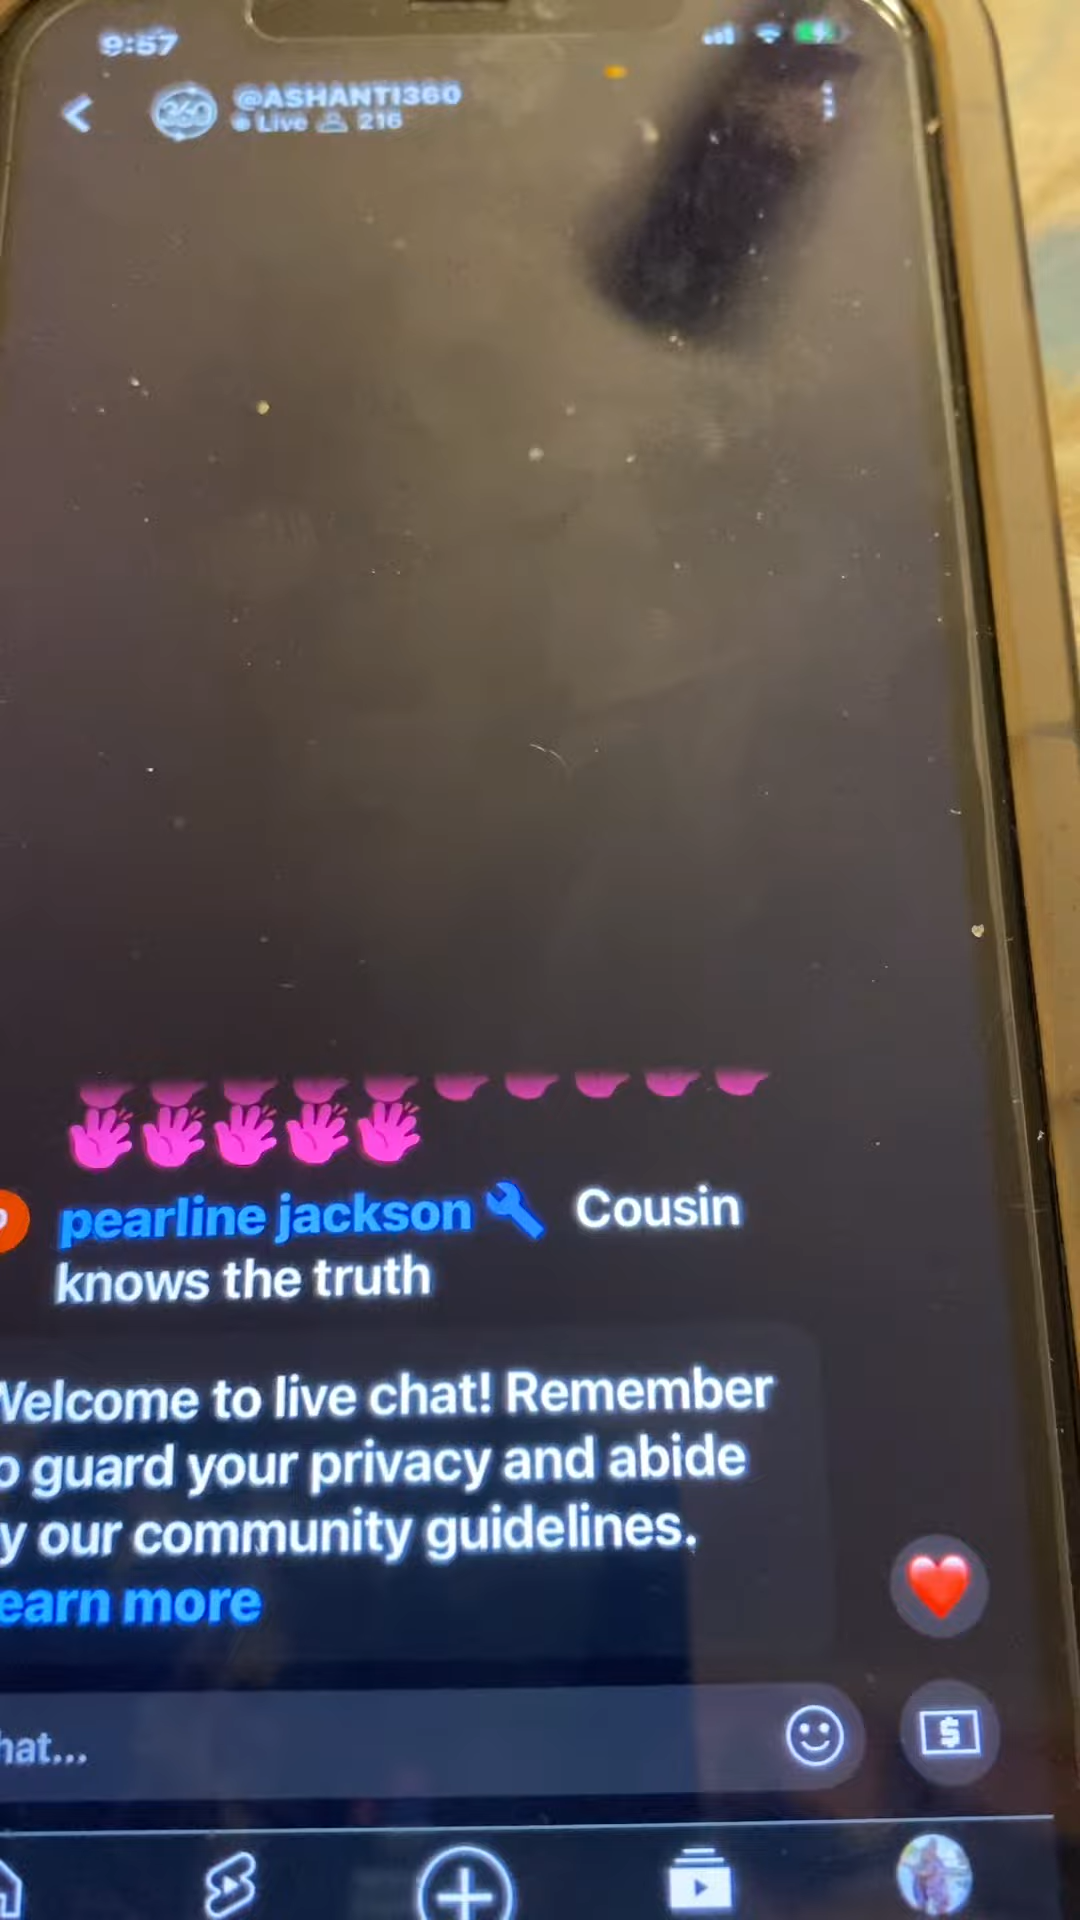 9:57
@ASHANTI360
Live 216
pearline jackson Cousin
knows the truth
Welcome to live chat! Remember
o guard your privacy and abide
y our community guidelines.
earn more
hat...